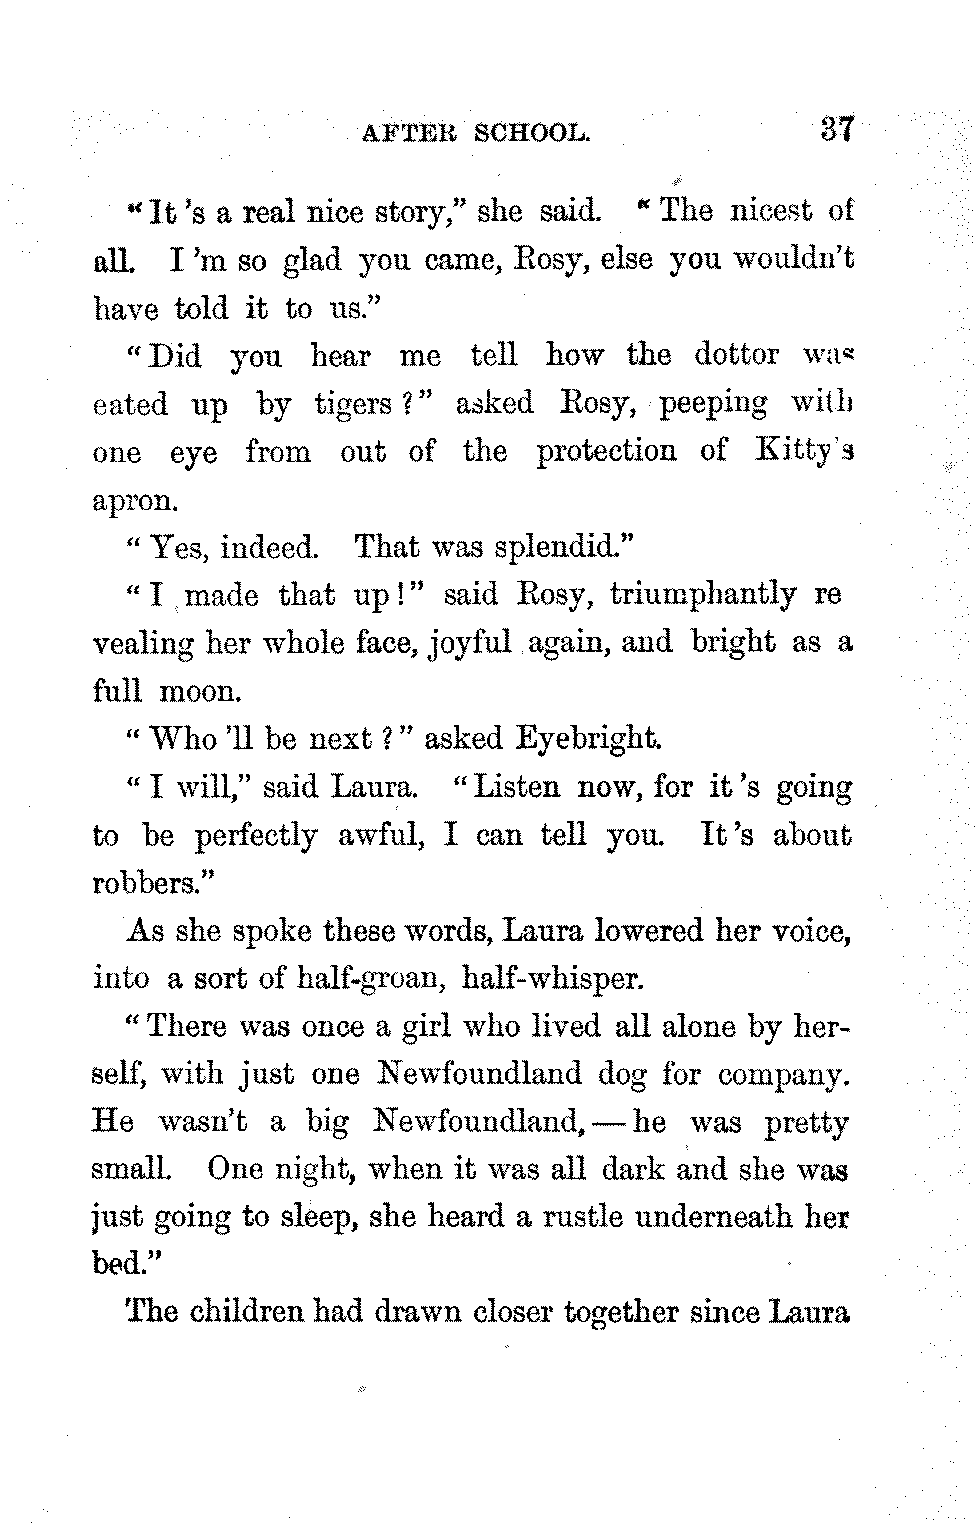 AFTER SCHOOL. 37
"It 's a real nice story," she said. "The nicest of
all. I 'm so glad you came, Rosy, else you wouldn't
have told it to us."
"Did you hear me tell how the dottor was
eated up by tigers?" asked Rosy, peeping with
one eye from out of the protection of Kitty's
apron.
"Yes, indeed. That was splendid."
"I made that up!" said Rosy, triumphantly re
vealing her whole face, joyful again, and bright as a
full moon.
"Who 'll be next?" asked Eyebright.
"I will," said Laura. "Listen now, for it 's going
to be perfectly awful, I can tell you. It 's about
robbers."
As she spoke these words, Laura lowered her voice,
into a sort of half-groan, half-whisper.
"There was once a girl who lived all alone by her-
self, with just one Newfoundland dog for company.
He wasn't a big Newfoundland,—he was pretty
small. One night, when it was all dark and she was
just going to sleep, she heard a rustle underneath her
bed."
The children had drawn closer together since Laura